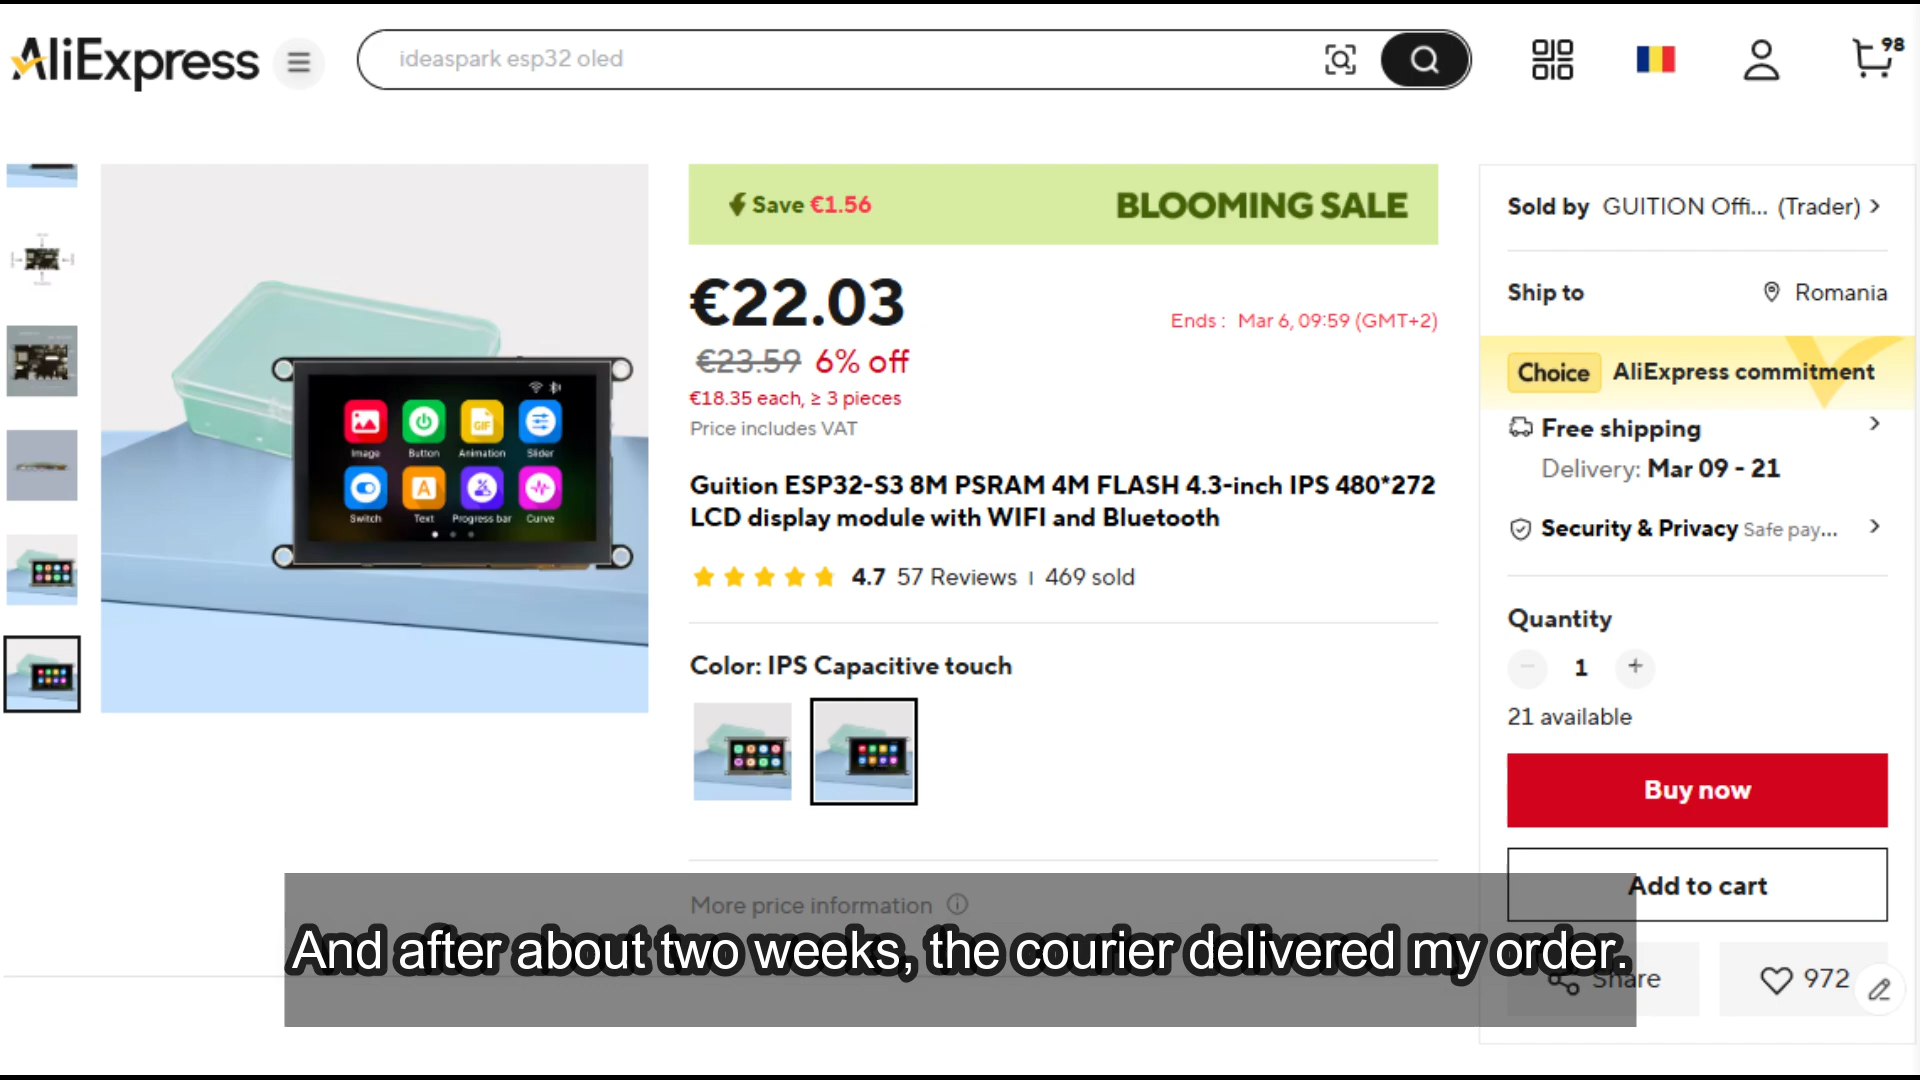 AliExpress
ideaspark esp32 oled
98
Save €1.56
BLOOMING SALE
€22.03
Ends : Mar 6, 09:59 (GMT+2)
€23.59 6% off
€18.35 each, ≥ 3 pieces
Price includes VAT
Guition ESP32-S3 8M PSRAM 4M FLASH 4.3-inch IPS 480*272
LCD display module with WIFI and Bluetooth
4.7 57 Reviews | 469 sold
Color: IPS Capacitive touch
More price information
Image Button Animation Slider
GIF
A
Switch Text Progress bar Curve
Sold by GUITION Offi... (Trader)
Ship to Romania
Choice AliExpress commitment
Free shipping
Delivery: Mar 09 - 21
Security & Privacy Safe pay...
Quantity
1
21 available
Buy now
Add to cart
Share
972
And after about two weeks, the courier delivered my order.